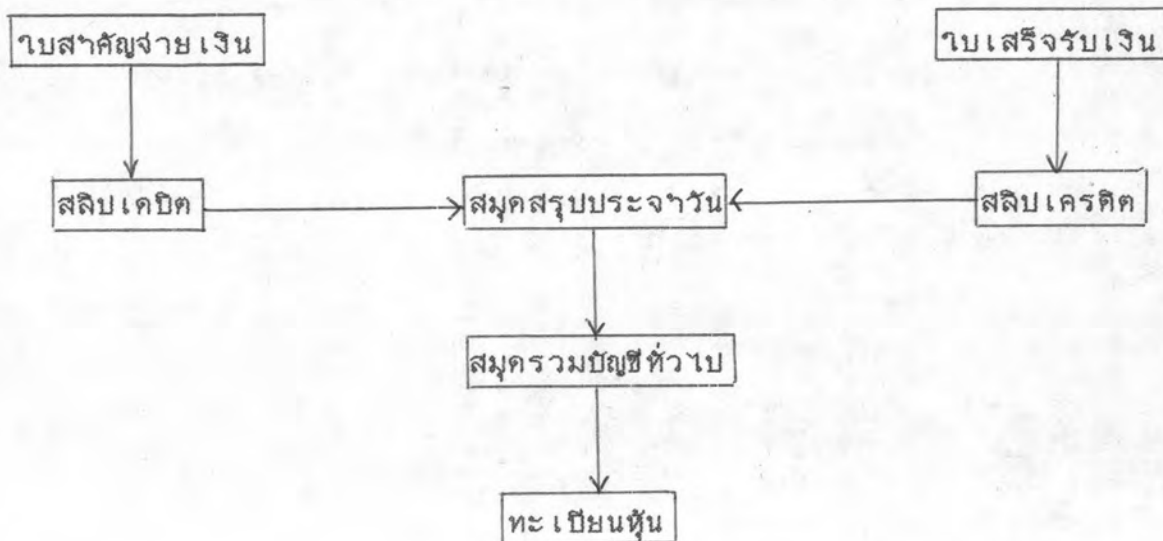 ใบสำคัญจ่ายเงิน
ใบเสร็จรับเงิน
สลิปเดบิต
สมุดสรุปประจำวัน
สลิปเครดิต
สมุดรวมบัญชีทั่วไป
ทะเบียนหุ้น